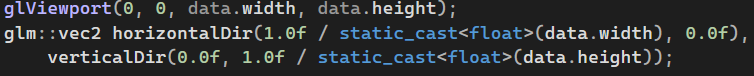 glViewport(0, 0, data.width, data.height);
glm::vec2 horizontalDir(1.0f / static_cast<float>(data.width), 0.0f),
verticalDir(0.0f, 1.0f / static_cast<float>(data.height));